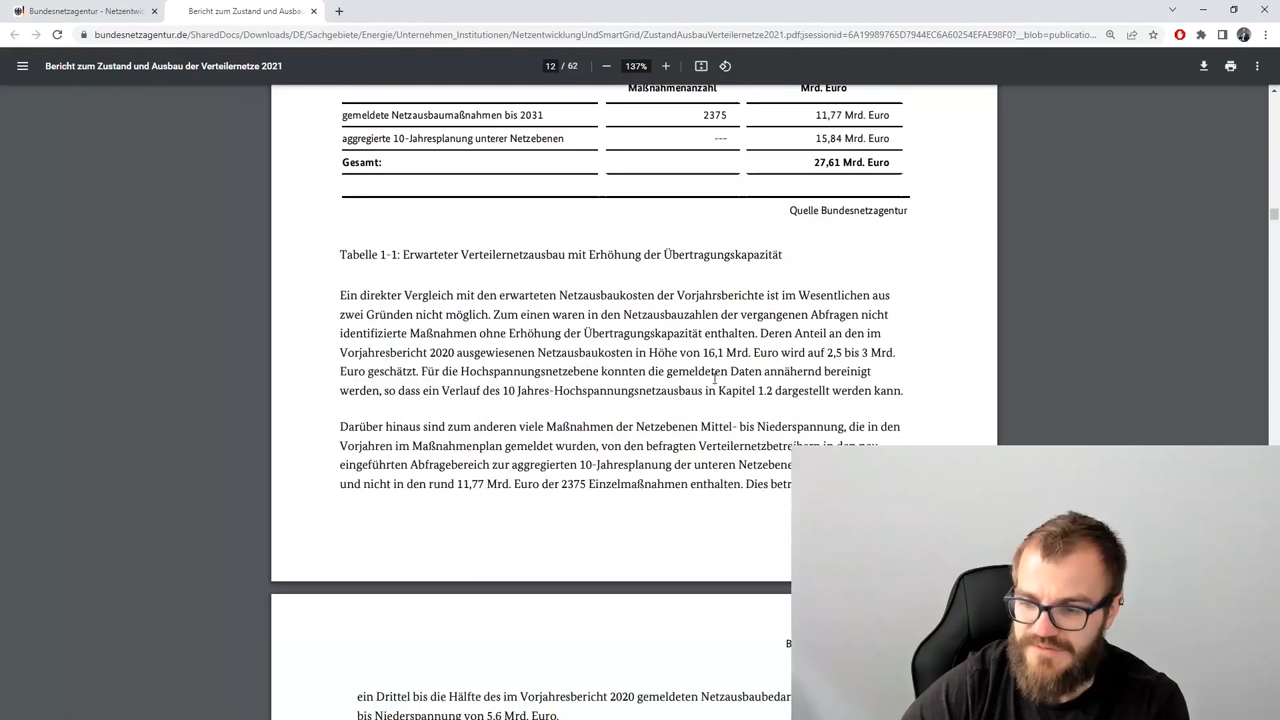 Bundesnetzagentur - Netzentwic
Bericht zum Zustand und Ausbau
bundesnetzagentur.de/SharedDocs/Downloads/DE/Sachgebiete/Energie/Unternehmen_Institutionen/NetzentwicklungUndSmartGrid/ZustandAusbauVerteilernetze2021.pdf;jsessionid=6A19989765D7944EC6A60254EFAE98F0?__blob=publicatio...
Bericht zum Zustand und Ausbau der Verteilernetze 2021
12 / 62
137%
Maßnahmenanzahl Mrd. Euro
gemeldete Netzausbaumaßnahmen bis 2031 2375 11,77 Mrd. Euro
aggregierte 10-Jahresplanung unterer Netzebenen --- 15,84 Mrd. Euro
Gesamt: 27,61 Mrd. Euro
Quelle Bundesnetzagentur
Tabelle 1-1: Erwarteter Verteilernetzausbau mit Erhöhung der Übertragungskapazität
Ein direkter Vergleich mit den erwarteten Netzausbaukosten der Vorjahrsberichte ist im Wesentlichen aus
zwei Gründen nicht möglich. Zum einen waren in den Netzausbauzahlen der vergangenen Abfragen nicht
identifizierte Maßnahmen ohne Erhöhung der Übertragungskapazität enthalten. Deren Anteil an den im
Vorjahresbericht 2020 ausgewiesenen Netzausbaukosten in Höhe von 16,1 Mrd. Euro wird auf 2,5 bis 3 Mrd.
Euro geschätzt. Für die Hochspannungsnetzebene konnten die gemeldeten Daten annähernd bereinigt
werden, so dass ein Verlauf des 10 Jahres-Hochspannungsnetzausbaus in Kapitel 1.2 dargestellt werden kann.
Darüber hinaus sind zum anderen viele Maßnahmen der Netzebenen Mittel- bis Niederspannung, die in den
Vorjahren im Maßnahmenplan gemeldet wurden, von den befragten Verteilernetzbetreibern in den neu
eingeführten Abfragebereich zur aggregierten 10-Jahresplanung der unteren Netzebene
und nicht in den rund 11,77 Mrd. Euro der 2375 Einzelmaßnahmen enthalten. Dies betr
B
ein Drittel bis die Hälfte des im Vorjahresbericht 2020 gemeldeten Netzausbaubedar
bis Niederspannung von 5,6 Mrd. Euro.